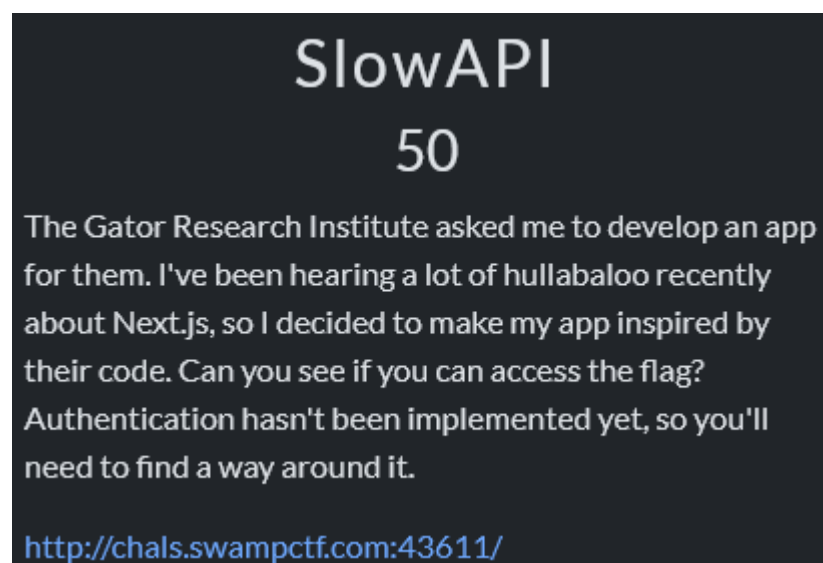 SlowAPI
50
The Gator Research Institute asked me to develop an app
for them. I've been hearing a lot of hullabaloo recently
about Next.js, so I decided to make my app inspired by
their code. Can you see if you can access the flag?
Authentication hasn't been implemented yet, so you'll
need to find a way around it.
http://chals.swampctf.com:43611/